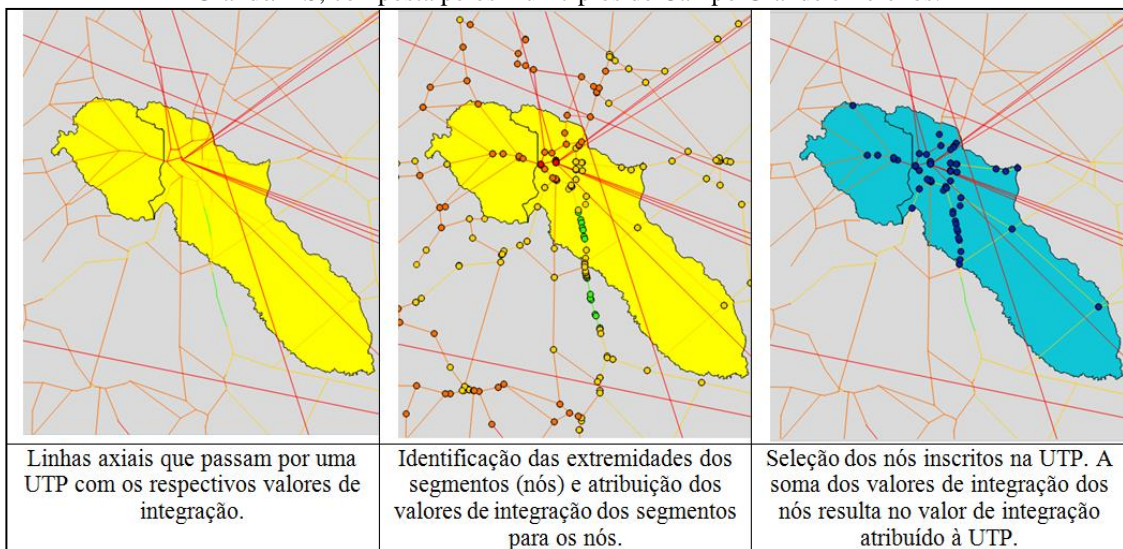 Linhas axiais que passam por uma
UTP com os respectivos valores de
integração.
Identificação das extremidades dos
segmentos (nós) e atribuição dos
valores de integração dos segmentos
para os nós.
Seleção dos nós inscritos na UTP. A
soma dos valores de integração dos
nós resulta no valor de integração
atribuído à UTP.